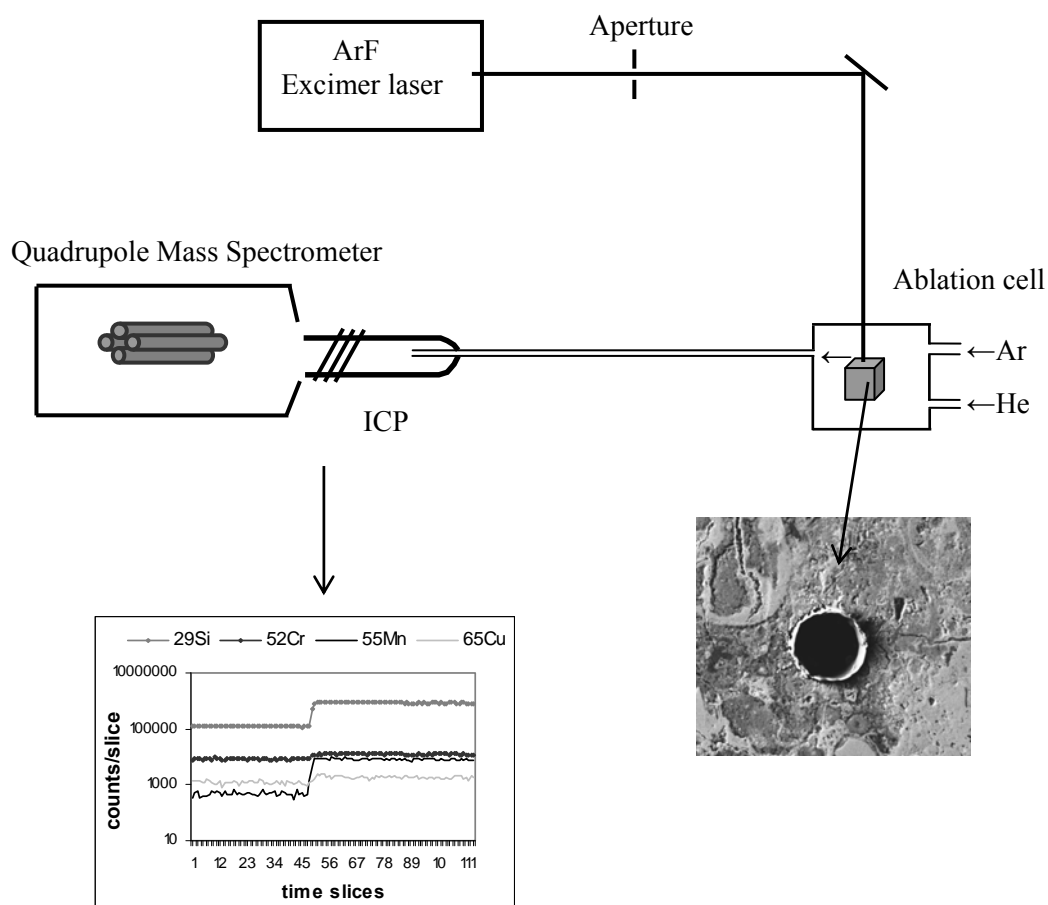 Aperture
ArF
Excimer laser
Quadrupole Mass Spectrometer
Ablation cell
←Ar
←He
ICP
29Si 52Cr 55Mn 65Cu
10000000
100000
1000
10
counts/slice
1 12 23 34 45 56 67 78 89 10 111
time slices